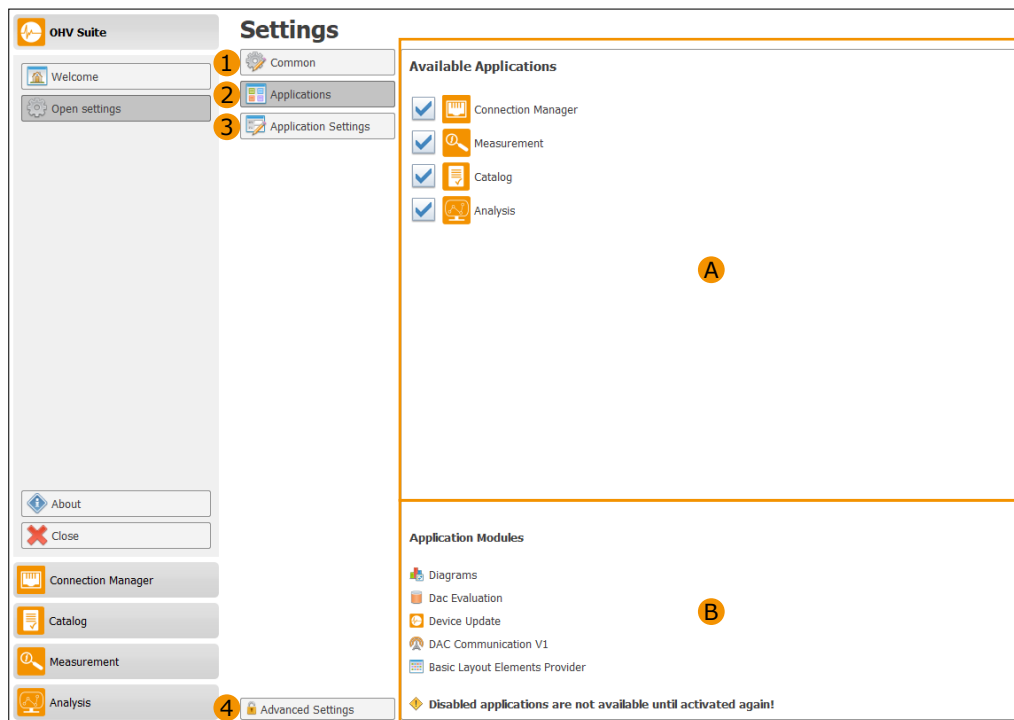 OHV Suite
Welcome
Open settings
About
Close
Connection Manager
Catalog
Measurement
Analysis
Settings
1 Common
2 Applications
3 Application Settings
4 Advanced Settings
Available Applications
Connection Manager
Measurement
Catalog
Analysis
A
Application Modules
Diagrams
Dac Evaluation
Device Update
DAC Communication V1
Basic Layout Elements Provider
B
Disabled applications are not available until activated again!